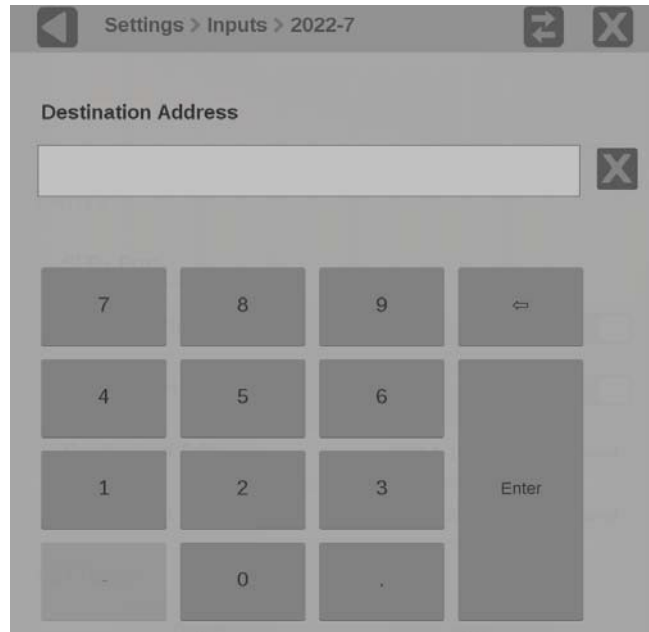 Settings > Inputs > 2022-7
Destination Address
7 8 9 ⇦
4 5 6
1 2 3 Enter
- 0 .